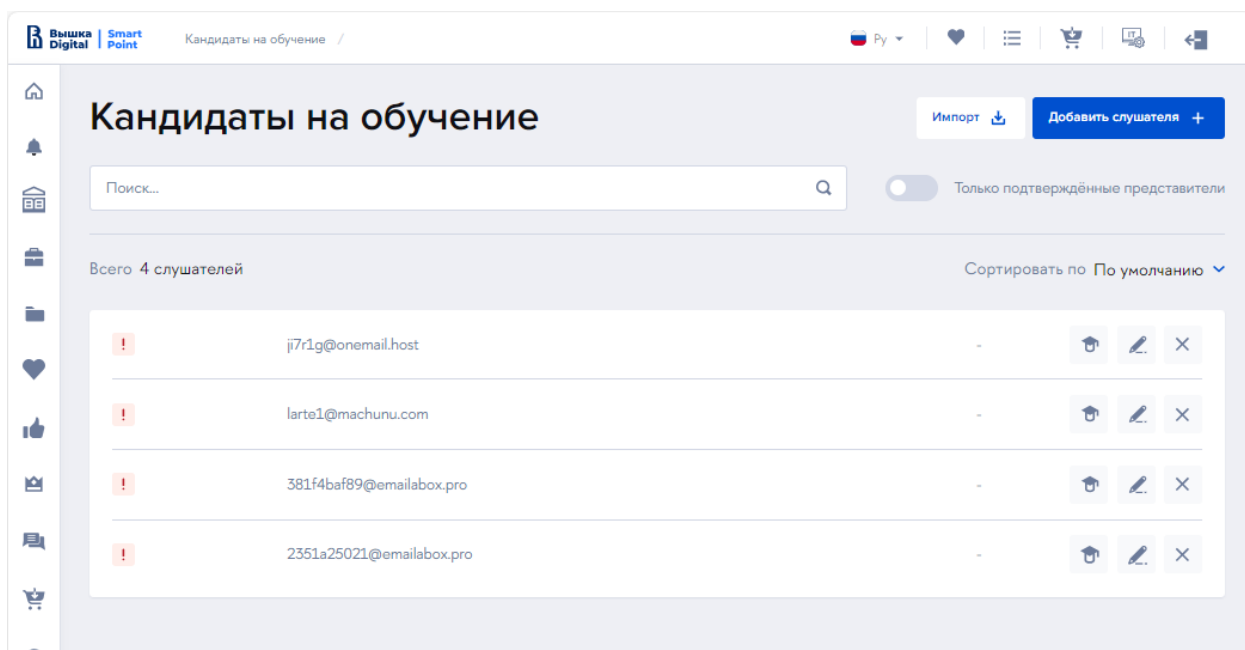 Вышка Digital | Smart Point
Кандидаты на обучение /
Ру
IT
Кандидаты на обучение
Импорт
Добавить слушателя +
Поиск...
Только подтверждённые представители
Всего 4 слушателей
Сортировать по По умолчанию
! ji7r1g@onemail.host -
! larte1@machunu.com -
! 381f4baf89@emailabox.pro -
! 2351a25021@emailabox.pro -